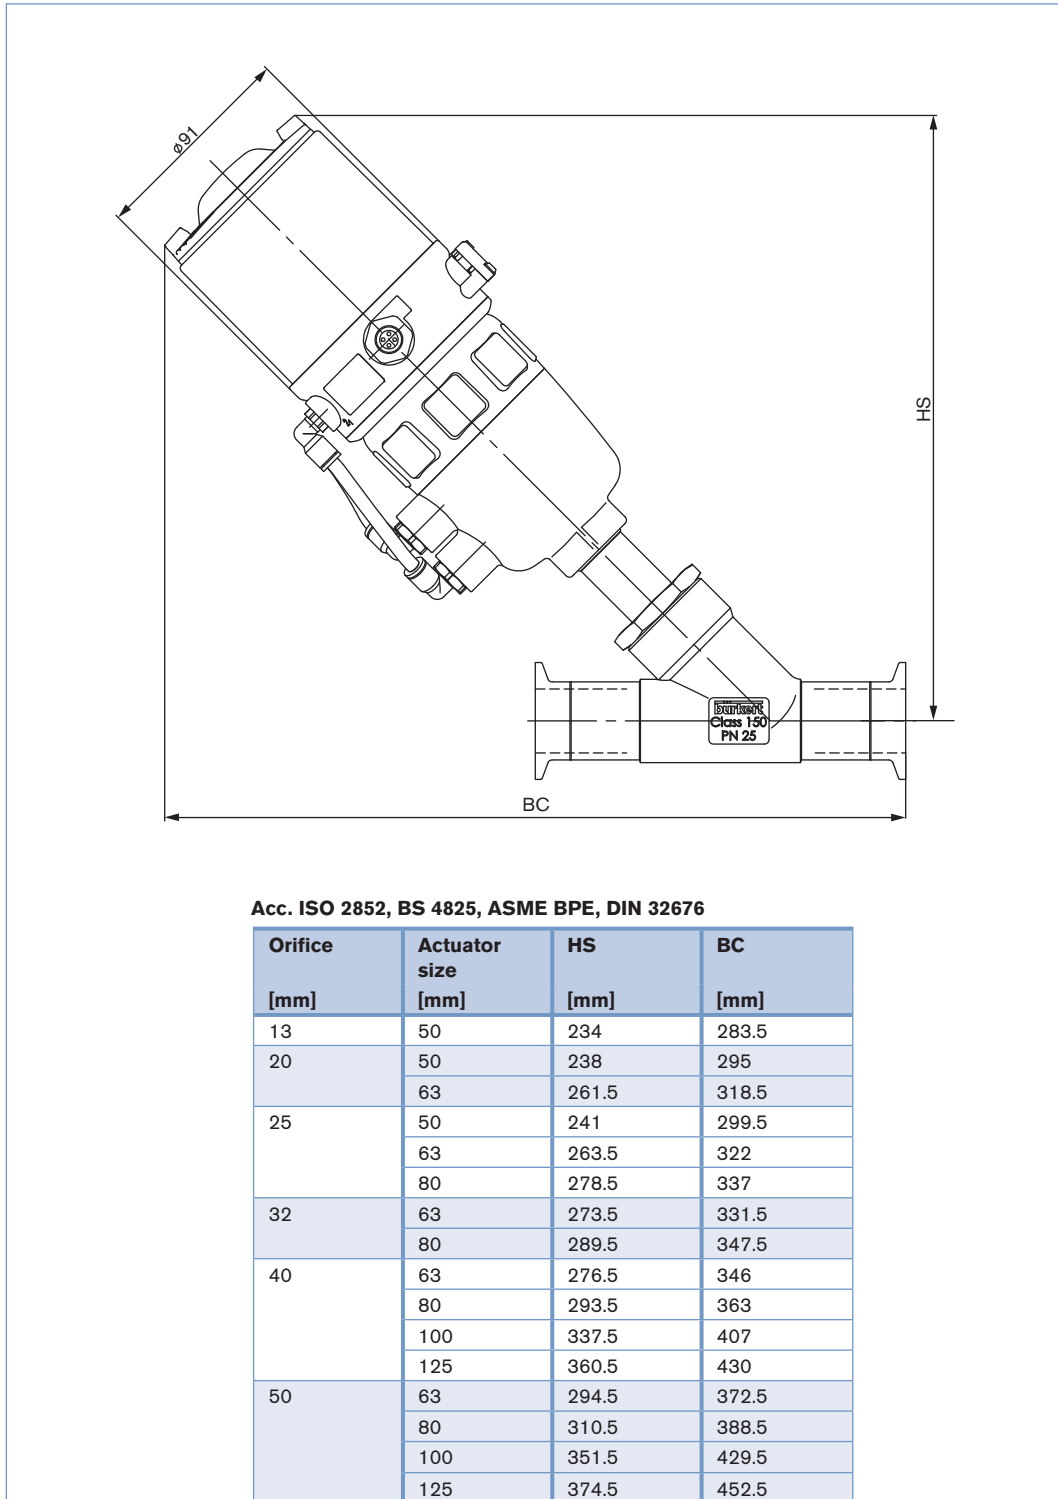 ø91
HS
bürkert
Class 150
PN 25
BC
Acc. ISO 2852, BS 4825, ASME BPE, DIN 32676
Orifice Actuator size HS BC
[mm] [mm] [mm] [mm]
13 50 234 283.5
20 50 238 295
63 261.5 318.5
25 50 241 299.5
63 263.5 322
80 278.5 337
32 63 273.5 331.5
80 289.5 347.5
40 63 276.5 346
80 293.5 363
100 337.5 407
125 360.5 430
50 63 294.5 372.5
80 310.5 388.5
100 351.5 429.5
125 374.5 452.5